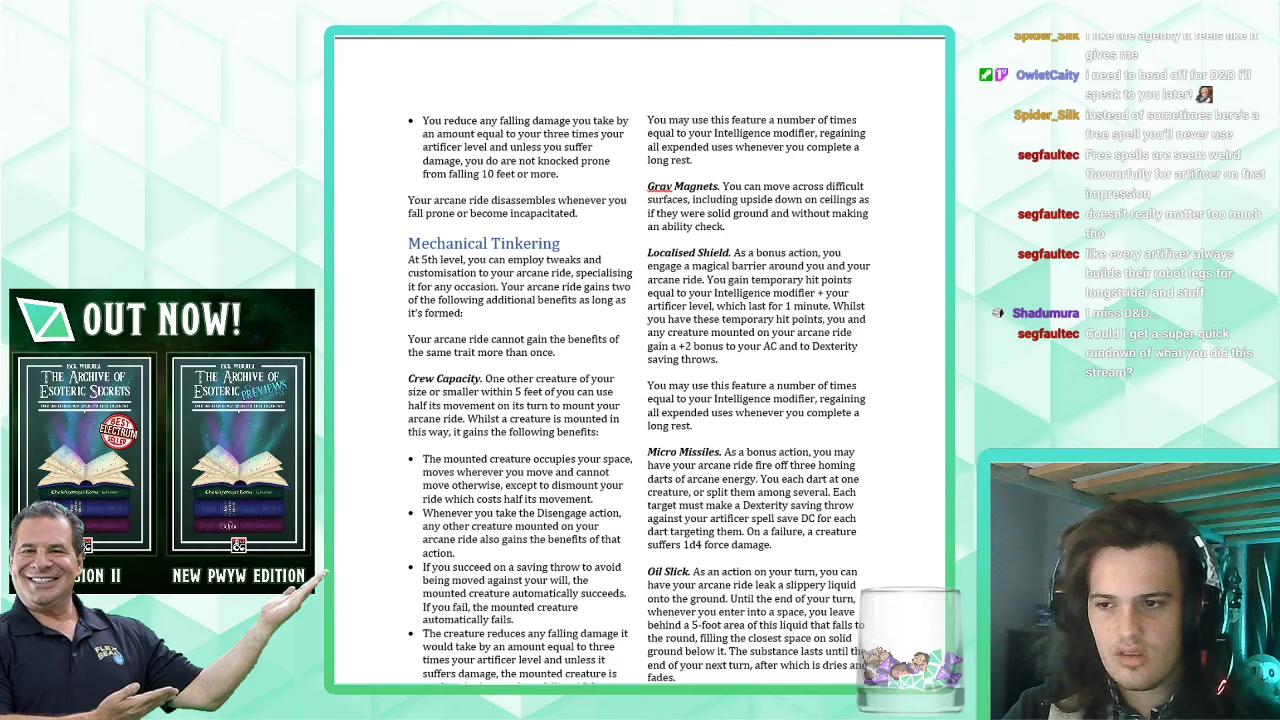 • You reduce any falling damage you take by
an amount equal to your three times your
artificer level and unless you suffer
damage, you do are not knocked prone
from falling 10 feet or more.
Your arcane ride disassembles whenever you
fall prone or become incapacitated.
Mechanical Tinkering
At 5th level, you can employ tweaks and
customisation to your arcane ride, specialising
it for any occasion. Your arcane ride gains two
of the following additional benefits as long as
it's formed:
Your arcane ride cannot gain the benefits of
the same trait more than once.
Crew Capacity. One other creature of your
size or smaller within 5 feet of you can use
half its movement on its turn to mount your
arcane ride. Whilst a creature is mounted in
this way, it gains the following benefits:
• The mounted creature occupies your space,
moves wherever you move and cannot
move otherwise, except to dismount your
ride which costs half its movement.
• Whenever you take the Disengage action,
any other creature mounted on your
arcane ride also gains the benefits of that
action.
• If you succeed on a saving throw to avoid
being moved against your will, the
mounted creature automatically succeeds.
If you fail, the mounted creature
automatically fails.
• The creature reduces any falling damage it
would take by an amount equal to three
times your artificer level and unless it
suffers damage, the mounted creature is
You may use this feature a number of times
equal to your Intelligence modifier, regaining
all expended uses whenever you complete a
long rest.
Grav Magnets. You can move across difficult
surfaces, including upside down on ceilings as
if they were solid ground and without making
an ability check.
Localised Shield. As a bonus action, you
engage a magical barrier around you and your
arcane ride. You gain temporary hit points
equal to your Intelligence modifier + your
artificer level, which last for 1 minute. Whilst
you have these temporary hit points, you and
any creature mounted on your arcane ride
gain a +2 bonus to your AC and to Dexterity
saving throws.
You may use this feature a number of times
equal to your Intelligence modifier, regaining
all expended uses whenever you complete a
long rest.
Micro Missiles. As a bonus action, you may
have your arcane ride fire off three homing
darts of arcane energy. You each dart at one
creature, or split them among several. Each
target must make a Dexterity saving throw
against your artificer spell save DC for each
dart targeting them. On a failure, a creature
suffers 1d4 force damage.
Oil Slick. As an action on your turn, you can
have your arcane ride leak a slippery liquid
onto the ground. Until the end of your turn,
whenever you enter into a space, you leave
behind a 5-foot area of this liquid that falls to
the round, filling the closest space on solid
ground below it. The substance lasts until the
end of your next turn, after which is dries and
fades.
Spider_Silk i like the agency it feels like it
gives me
OwletCaity i need to head off for D&D i'll
speak to you later!
Spider_Silk instead of sometimes here's a
free spell you'll never use
segfaultec Free spells are seem weird
flavourfully for artificer on first
impression
segfaultec doesn't really matter too much
tho
segfaultec like every artificer always
builds their robot legs for
longstrider and stuff
Shadumura I miss D&D...
segfaultec Could I get a super quick
rundown of what you did this
stream?
OUT NOW!
THE ARCHIVE OF
ESOTERIC SECRETS
BEST
ELECTRUM
SELLER
THE ARCHIVE OF
ESOTERIC PREVIEWS
ION II
NEW PWYW EDITION
FLEX
SEAL